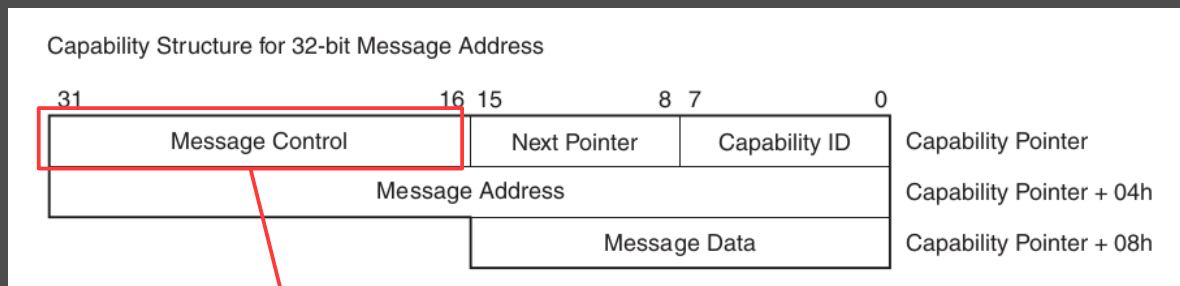 Capability Structure for 32-bit Message Address
31 16 15 8 7 0
Message Control Next Pointer Capability ID Capability Pointer
Message Address Capability Pointer + 04h
Message Data Capability Pointer + 08h